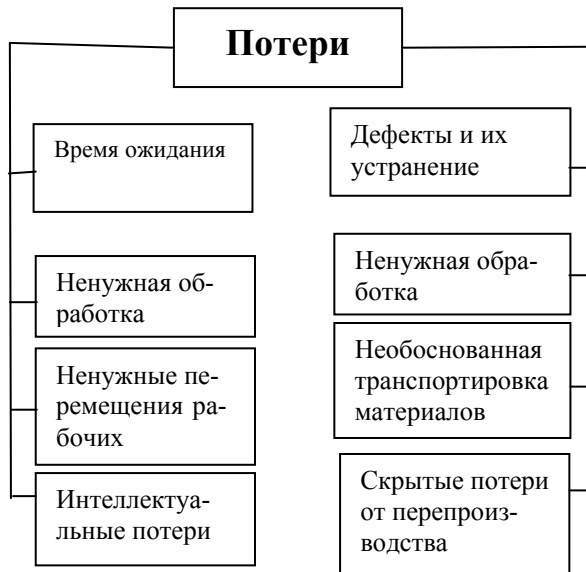 Потери
Время ожидания
Ненужная об-
работка
Ненужные пе-
ремещения ра-
бочих
Интеллектуа-
льные потери
Дефекты и их
устранение
Ненужная обра-
ботка
Необоснованная
транспортировка
материалов
Скрытые потери
от перепроиз-
водства